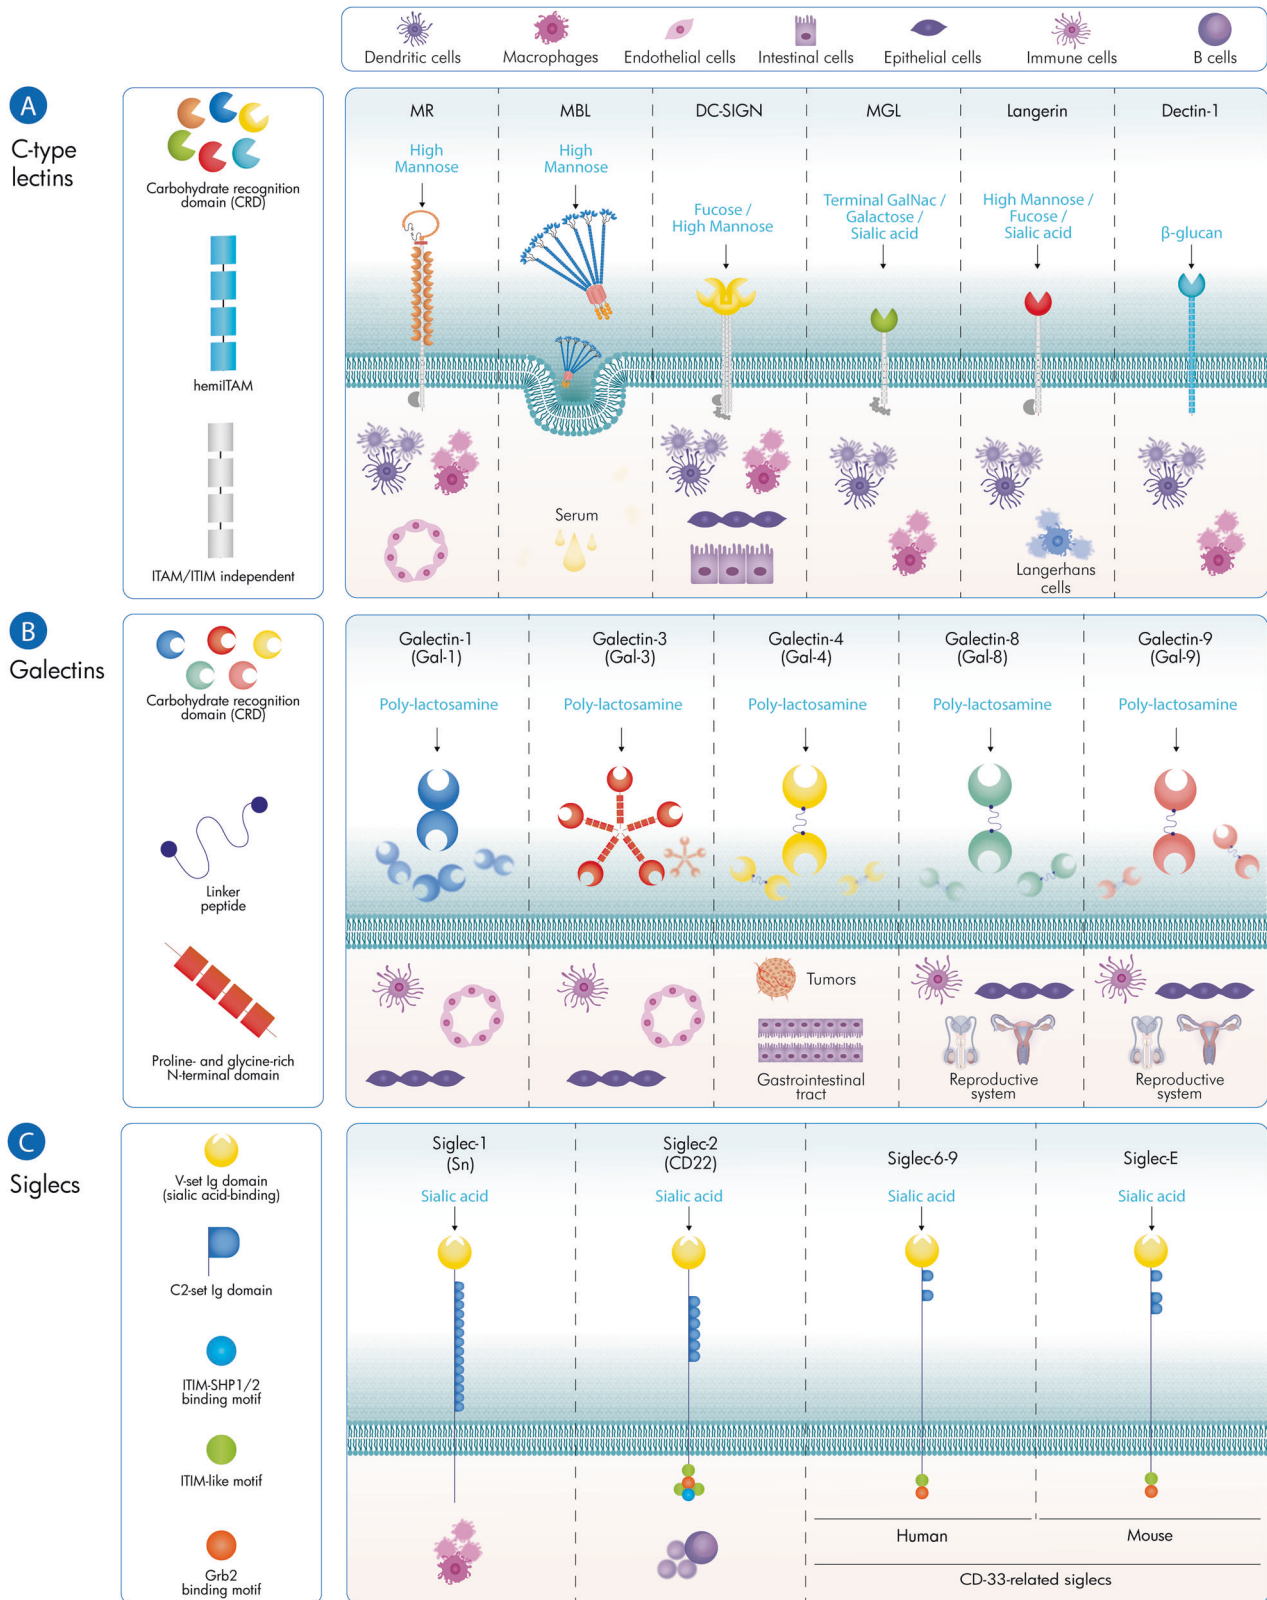 Dendritic cells
Macrophages
Endothelial cells
Intestinal cells
Epithelial cells
Immune cells
B cells
A
C-type
lectins
Carbohydrate recognition
domain (CRD)
hemiITAM
ITAM/ITIM independent
MR
MBL
DC-SIGN
MGL
Langerin
Dectin-1
High
Mannose
High
Mannose
Fucose /
High Mannose
Terminal GalNac /
Galactose /
Sialic acid
High Mannose /
Fucose /
Sialic acid
β-glucan
Serum
Langerhans
cells
B
Galectins
Carbohydrate recognition
domain (CRD)
Linker
peptide
Proline- and glycine-rich
N-terminal domain
Galectin-1
(Gal-1)
Galectin-3
(Gal-3)
Galectin-4
(Gal-4)
Galectin-8
(Gal-8)
Galectin-9
(Gal-9)
Poly-lactosamine
Poly-lactosamine
Poly-lactosamine
Poly-lactosamine
Poly-lactosamine
Tumors
Gastrointestinal
tract
Reproductive
system
Reproductive
system
C
Siglecs
V-set Ig domain
(sialic acid-binding)
C2-set Ig domain
ITIM-SHP1/2
binding motif
ITIM-like motif
Grb2
binding motif
Siglec-1
(Sn)
Siglec-2
(CD22)
Siglec-6-9
Siglec-E
Sialic acid
Sialic acid
Sialic acid
Sialic acid
Human
Mouse
CD-33-related siglecs